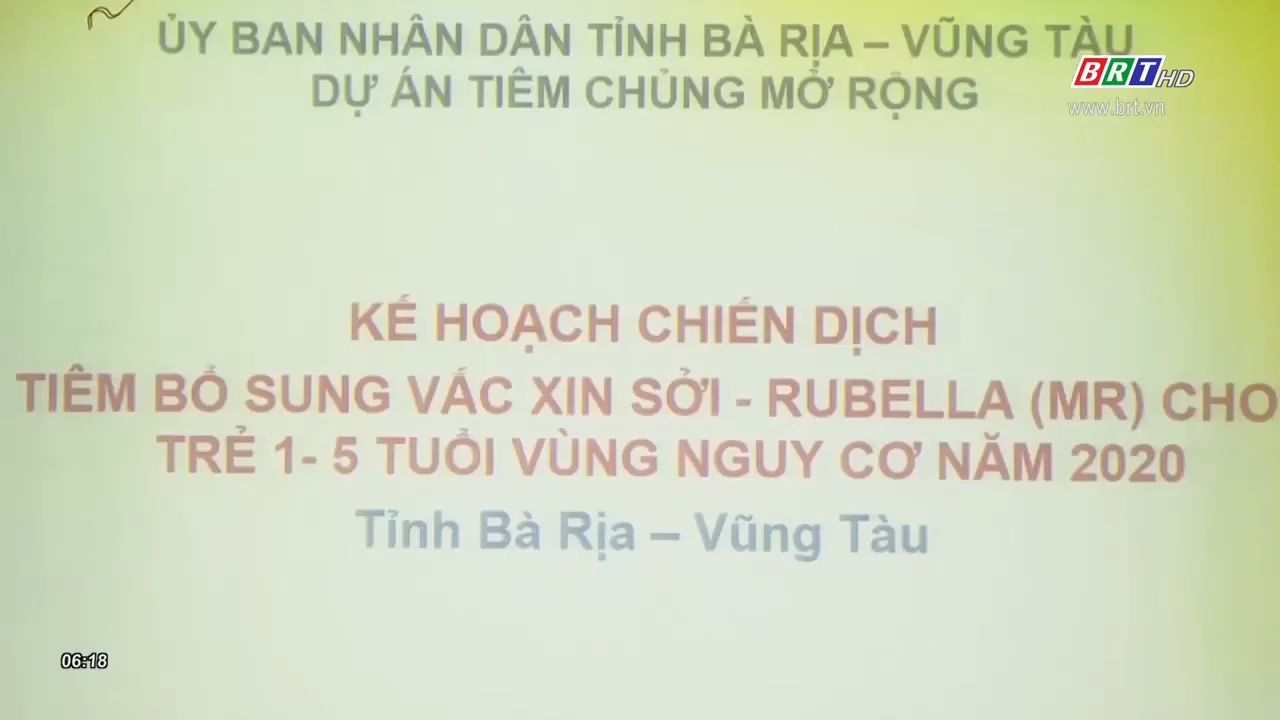 ỦY BAN NHÂN DÂN TỈNH BÀ RỊA – VŨNG TÀU
DỰ ÁN TIÊM CHỦNG MỞ RỘNG
BRT HD
www.brt.vn
KẾ HOẠCH CHIẾN DỊCH
TIÊM BỔ SUNG VẮC XIN SỞI - RUBELLA (MR) CHO
TRẺ 1- 5 TUỔI VÙNG NGUY CƠ NĂM 2020
Tỉnh Bà Rịa – Vũng Tàu
06:18